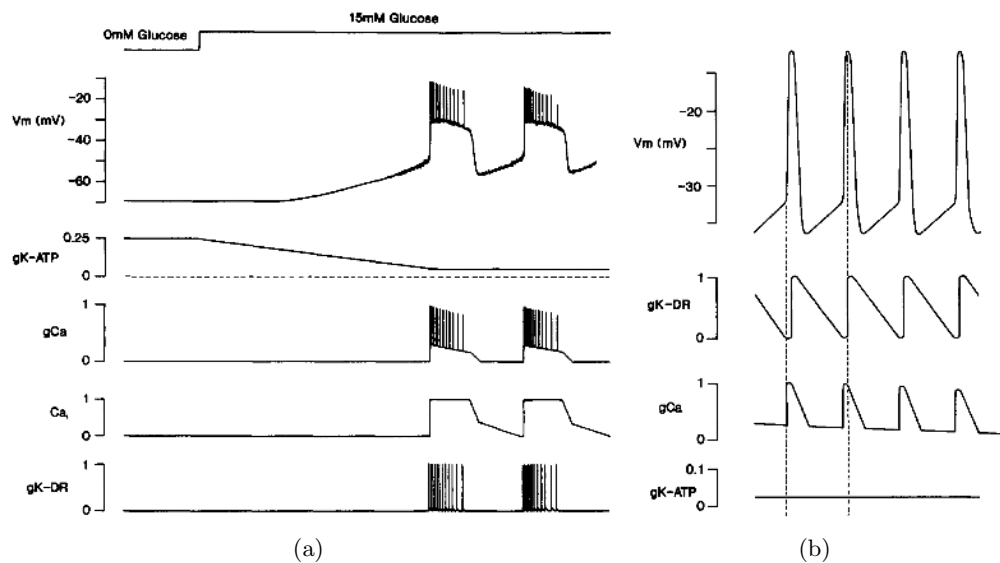 15mM Glucose
0mM Glucose
-20
Vm (mV)
-40
-60
0.25
gK-ATP
0
1
gCa
0
1
Caᵢ
0
1
gK-DR
0
(a)
-20
Vm (mV)
-30
1
gK-DR
0
1
gCa
0
0.1
gK-ATP
0
(b)